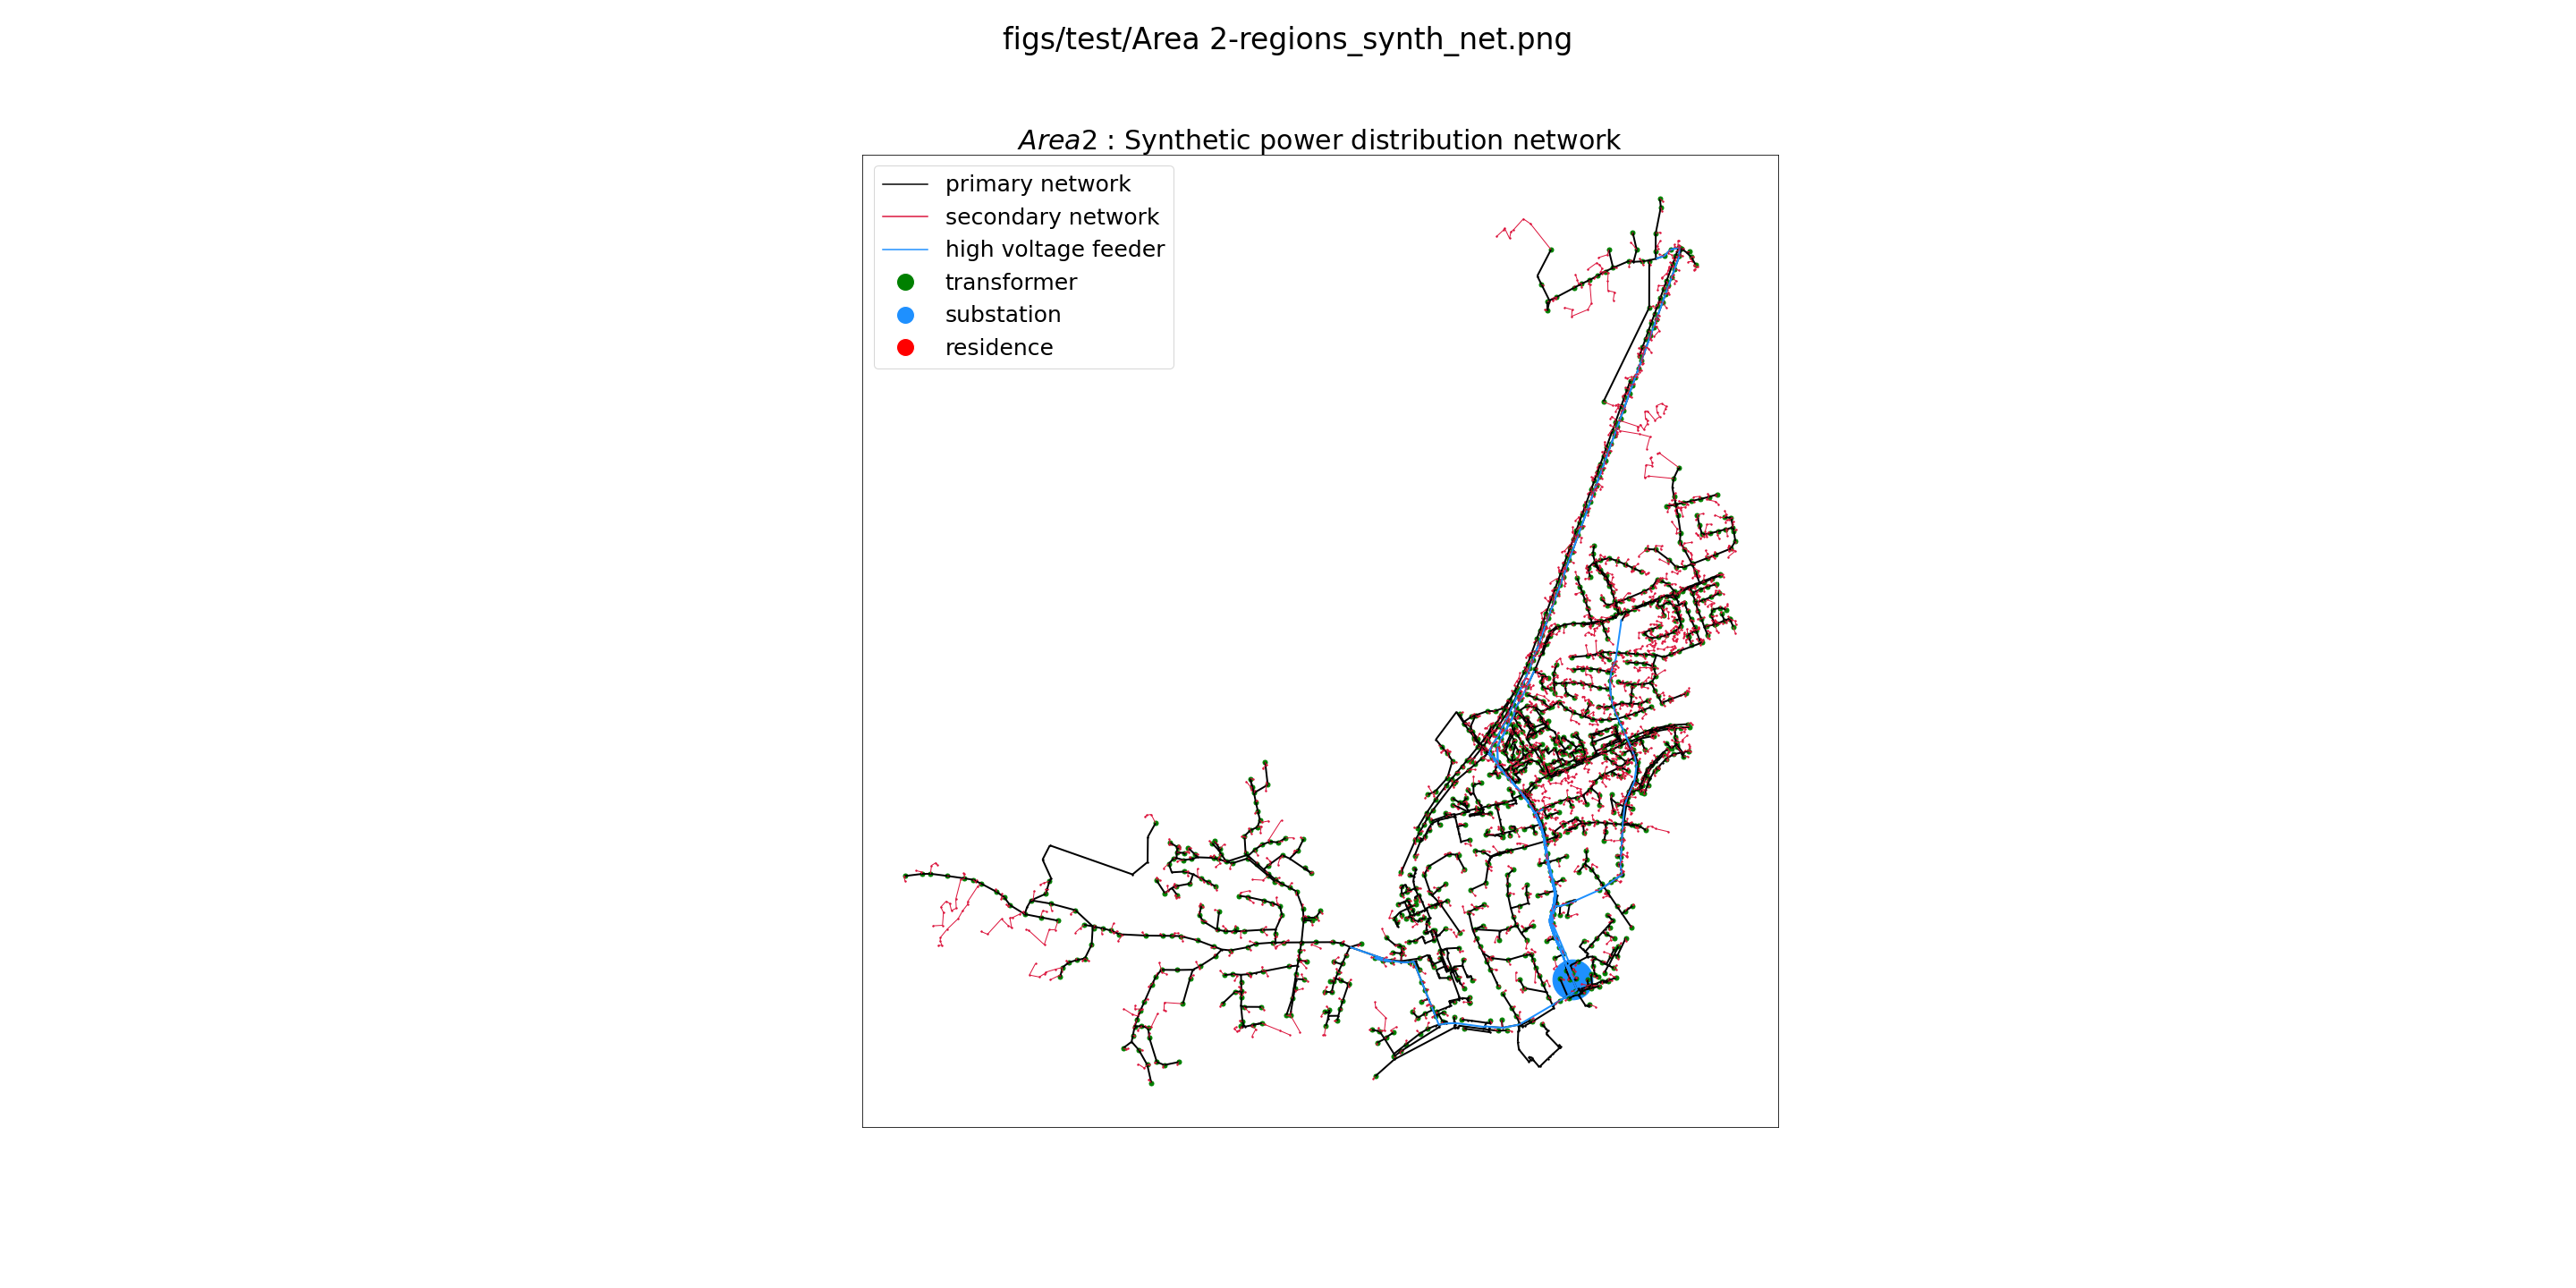 figs/test/Area 2-regions_synth_net.png
Area2 : Synthetic power distribution network
primary network
secondary network
high voltage feeder
transformer
substation
residence